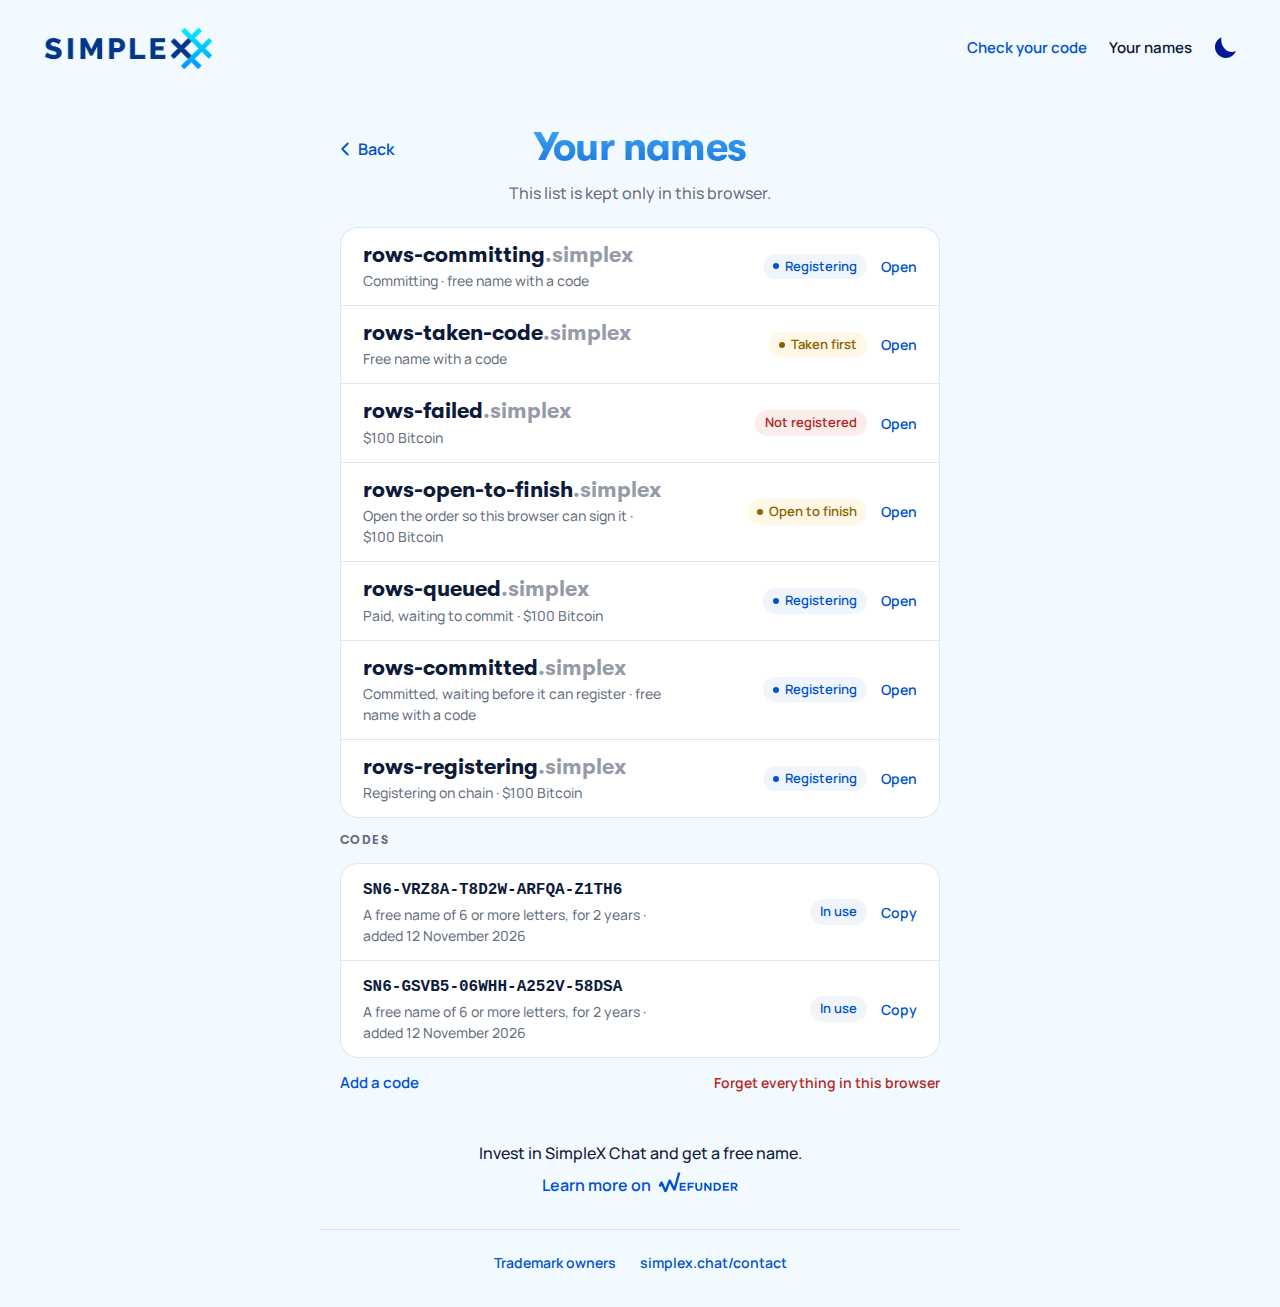 SIMPLEX
Check your code
Your names
Back
Your names
This list is kept only in this browser.
rows-committing.simplex
Committing · free name with a code
Registering
Open
rows-taken-code.simplex
Free name with a code
Taken first
Open
rows-failed.simplex
$100 Bitcoin
Not registered
Open
rows-open-to-finish.simplex
Open the order so this browser can sign it ·
$100 Bitcoin
Open to finish
Open
rows-queued.simplex
Paid, waiting to commit · $100 Bitcoin
Registering
Open
rows-committed.simplex
Committed, waiting before it can register · free
name with a code
Registering
Open
rows-registering.simplex
Registering on chain · $100 Bitcoin
Registering
Open
CODES
SN6-VRZ8A-T8D2W-ARFQA-Z1TH6
A free name of 6 or more letters, for 2 years ·
added 12 November 2026
In use
Copy
SN6-GSVB5-06WHH-A252V-58DSA
A free name of 6 or more letters, for 2 years ·
added 12 November 2026
In use
Copy
Add a code
Forget everything in this browser
Invest in SimpleX Chat and get a free name.
Learn more on WEFUNDER
Trademark owners
simplex.chat/contact